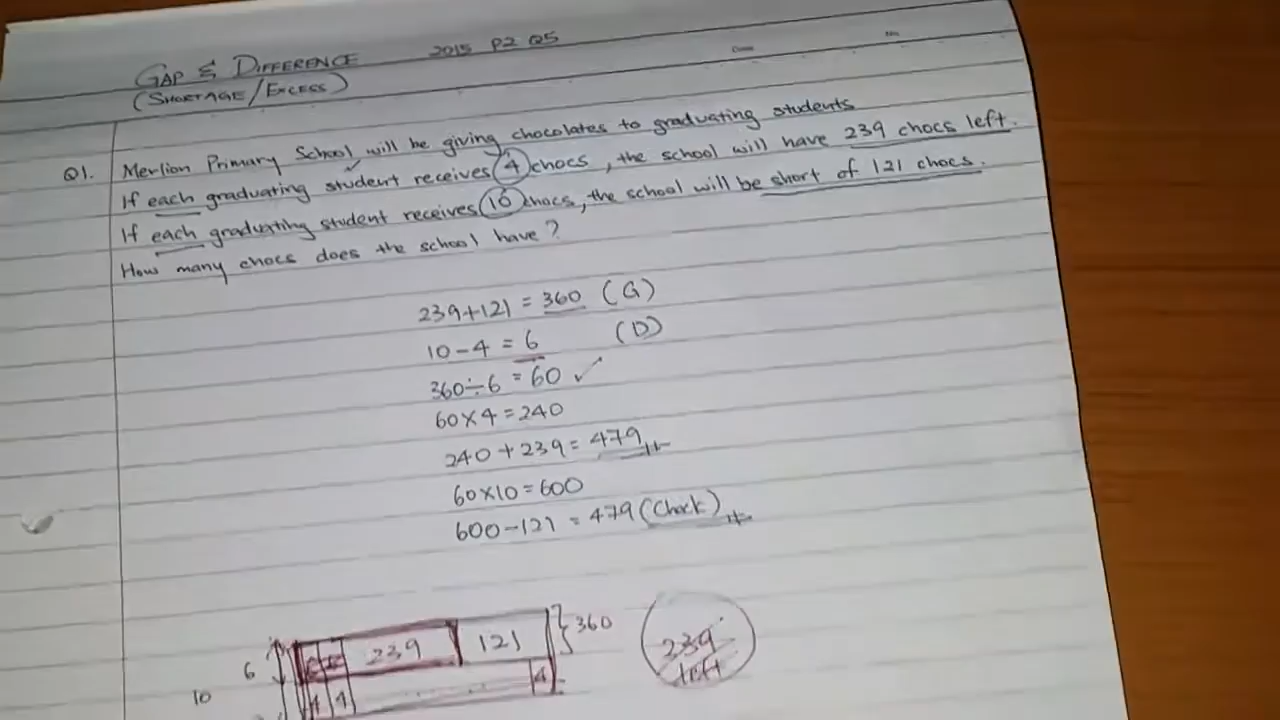 GAP & DIFFERENCE 2015 P2 Q5
(SHORTAGE/EXCESS)
Q1. Merlion Primary School will be giving chocolates to graduating students
If each graduating student receives 4 chocs, the school will have 239 chocs left.
If each graduating student receives 10 chocs, the school will be short of 121 chocs.
How many chocs does the school have?
239+121 = 360 (G)
10-4 = 6 (D)
360÷6 = 60 ✓
60×4 = 240
240 + 239 = 479
60×10 = 600
600-121 = 479 (Check)
239 121 360
239 left
6
10
4 4 4